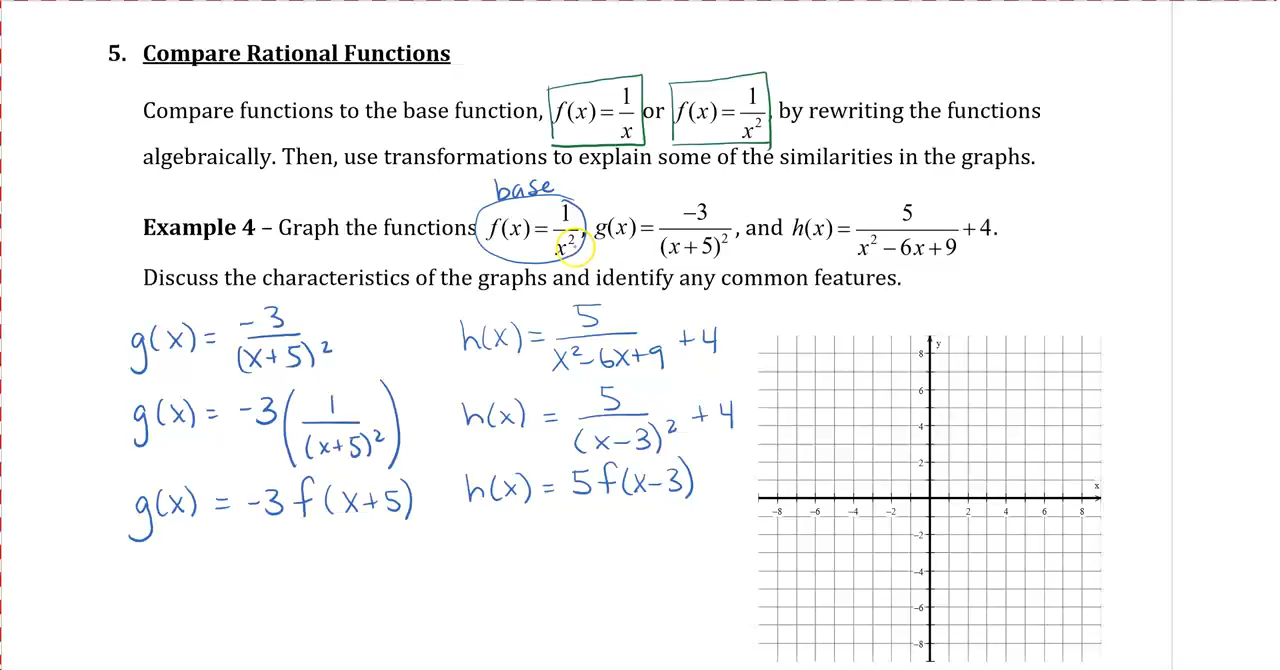 5. Compare Rational Functions
Compare functions to the base function, f(x) = 1/x or f(x) = 1/x², by rewriting the functions
algebraically. Then, use transformations to explain some of the similarities in the graphs.
base
Example 4 – Graph the functions f(x) = 1/x², g(x) = −3/(x + 5)², and h(x) = 5/(x² − 6x + 9) + 4.
Discuss the characteristics of the graphs and identify any common features.
g(x) = −3/(x+5)²
h(x) = 5/(x²−6x+9) + 4
g(x) = −3(1/(x+5)²)
h(x) = 5/(x−3)² + 4
g(x) = −3f(x+5)
h(x) = 5f(x−3)
y
8
6
4
2
x
−8 −6 −4 −2 2 4 6 8
−2
−4
−6
−8